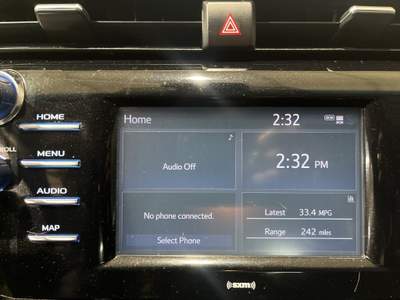 HOME
MENU
SCROLL
AUDIO
MAP
Home
2:32
Audio Off
2:32 PM
No phone connected.
Select Phone
Latest 33.4 MPG
Range 242 miles
sxm